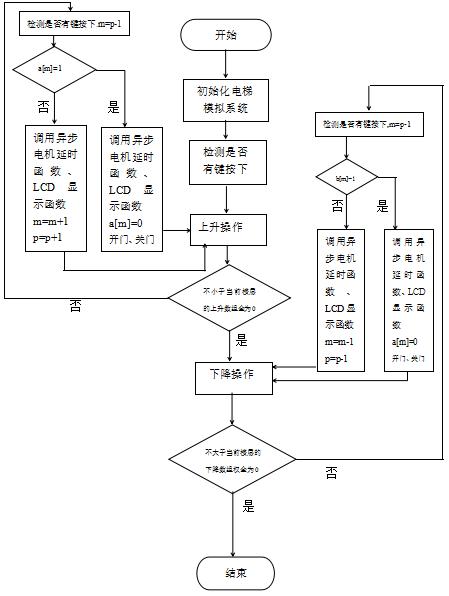 开始
初始化电梯
模拟系统
检测是否
有键按下
上升操作
不小于当前楼层
的上升数组全为0
是
否
下降操作
不大于当前楼层的
下降数组权全为0
是
否
结束
检测是否有键按下,m=p-1
a[m]=1
否
是
调用异步
电机延时
函数、
LCD 显
示函数
m=m+1
p=p+1
调用异步
电机延时
函数、
LCD 显
示函数
a[m]=0
开门、关门
检测是否有键按下,m=p-1
b[m]=1
否
是
调用异
步电机
延时函
数、
LCD显
示函数
m=m-1
p=p-1
调用异
步电机
延时函
数、LCD
显示函
数
a[m]=0
开门、关门